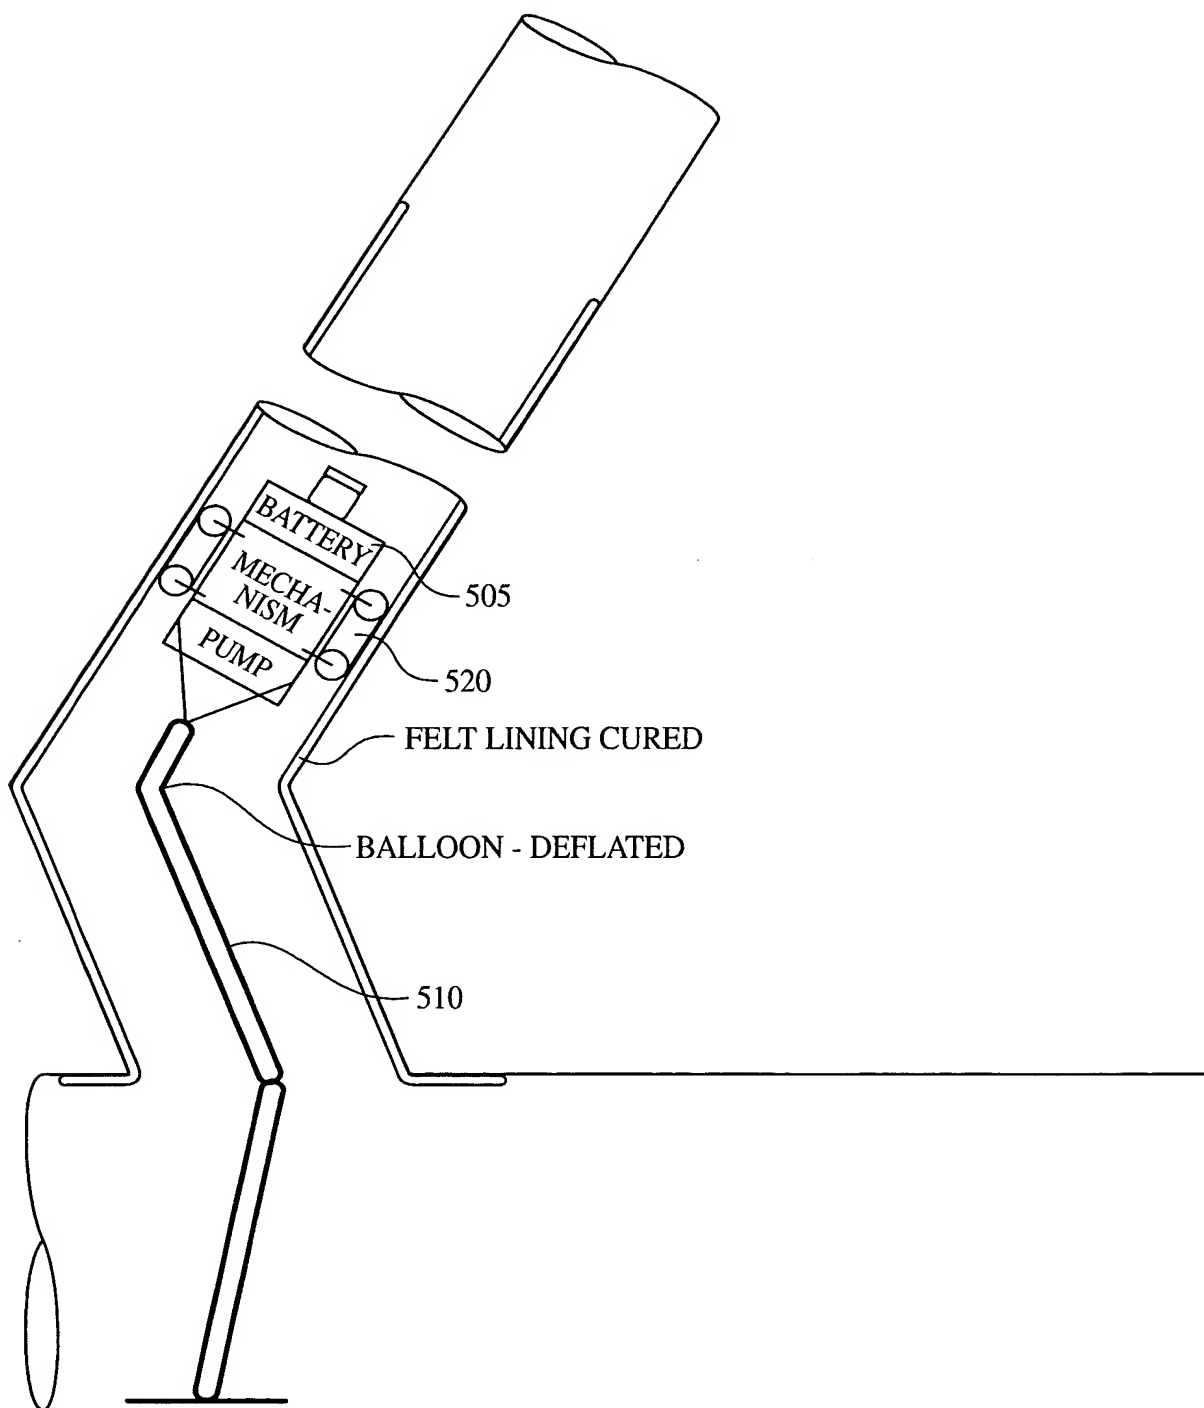 BATTERY
MECHA-
NISM
PUMP
505
520
FELT LINING CURED
BALLOON - DEFLATED
510